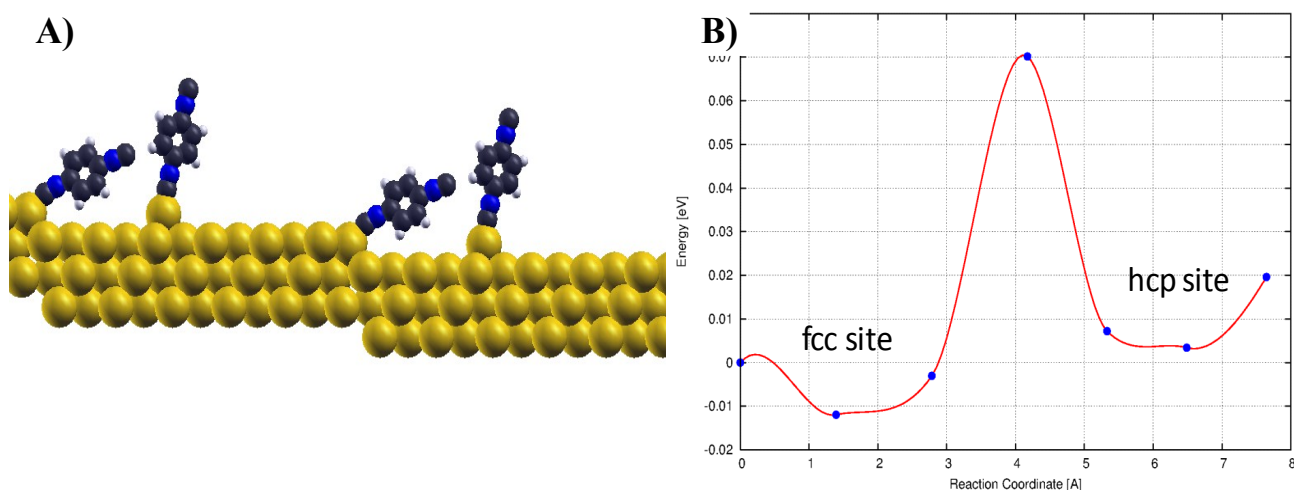 A)
B)
0.07
0.06
0.05
0.04
0.03
0.02
0.01
0
-0.01
-0.02
Energy [eV]
fcc site
hcp site
0 1 2 3 4 5 6 7 8
Reaction Coordinate [A]